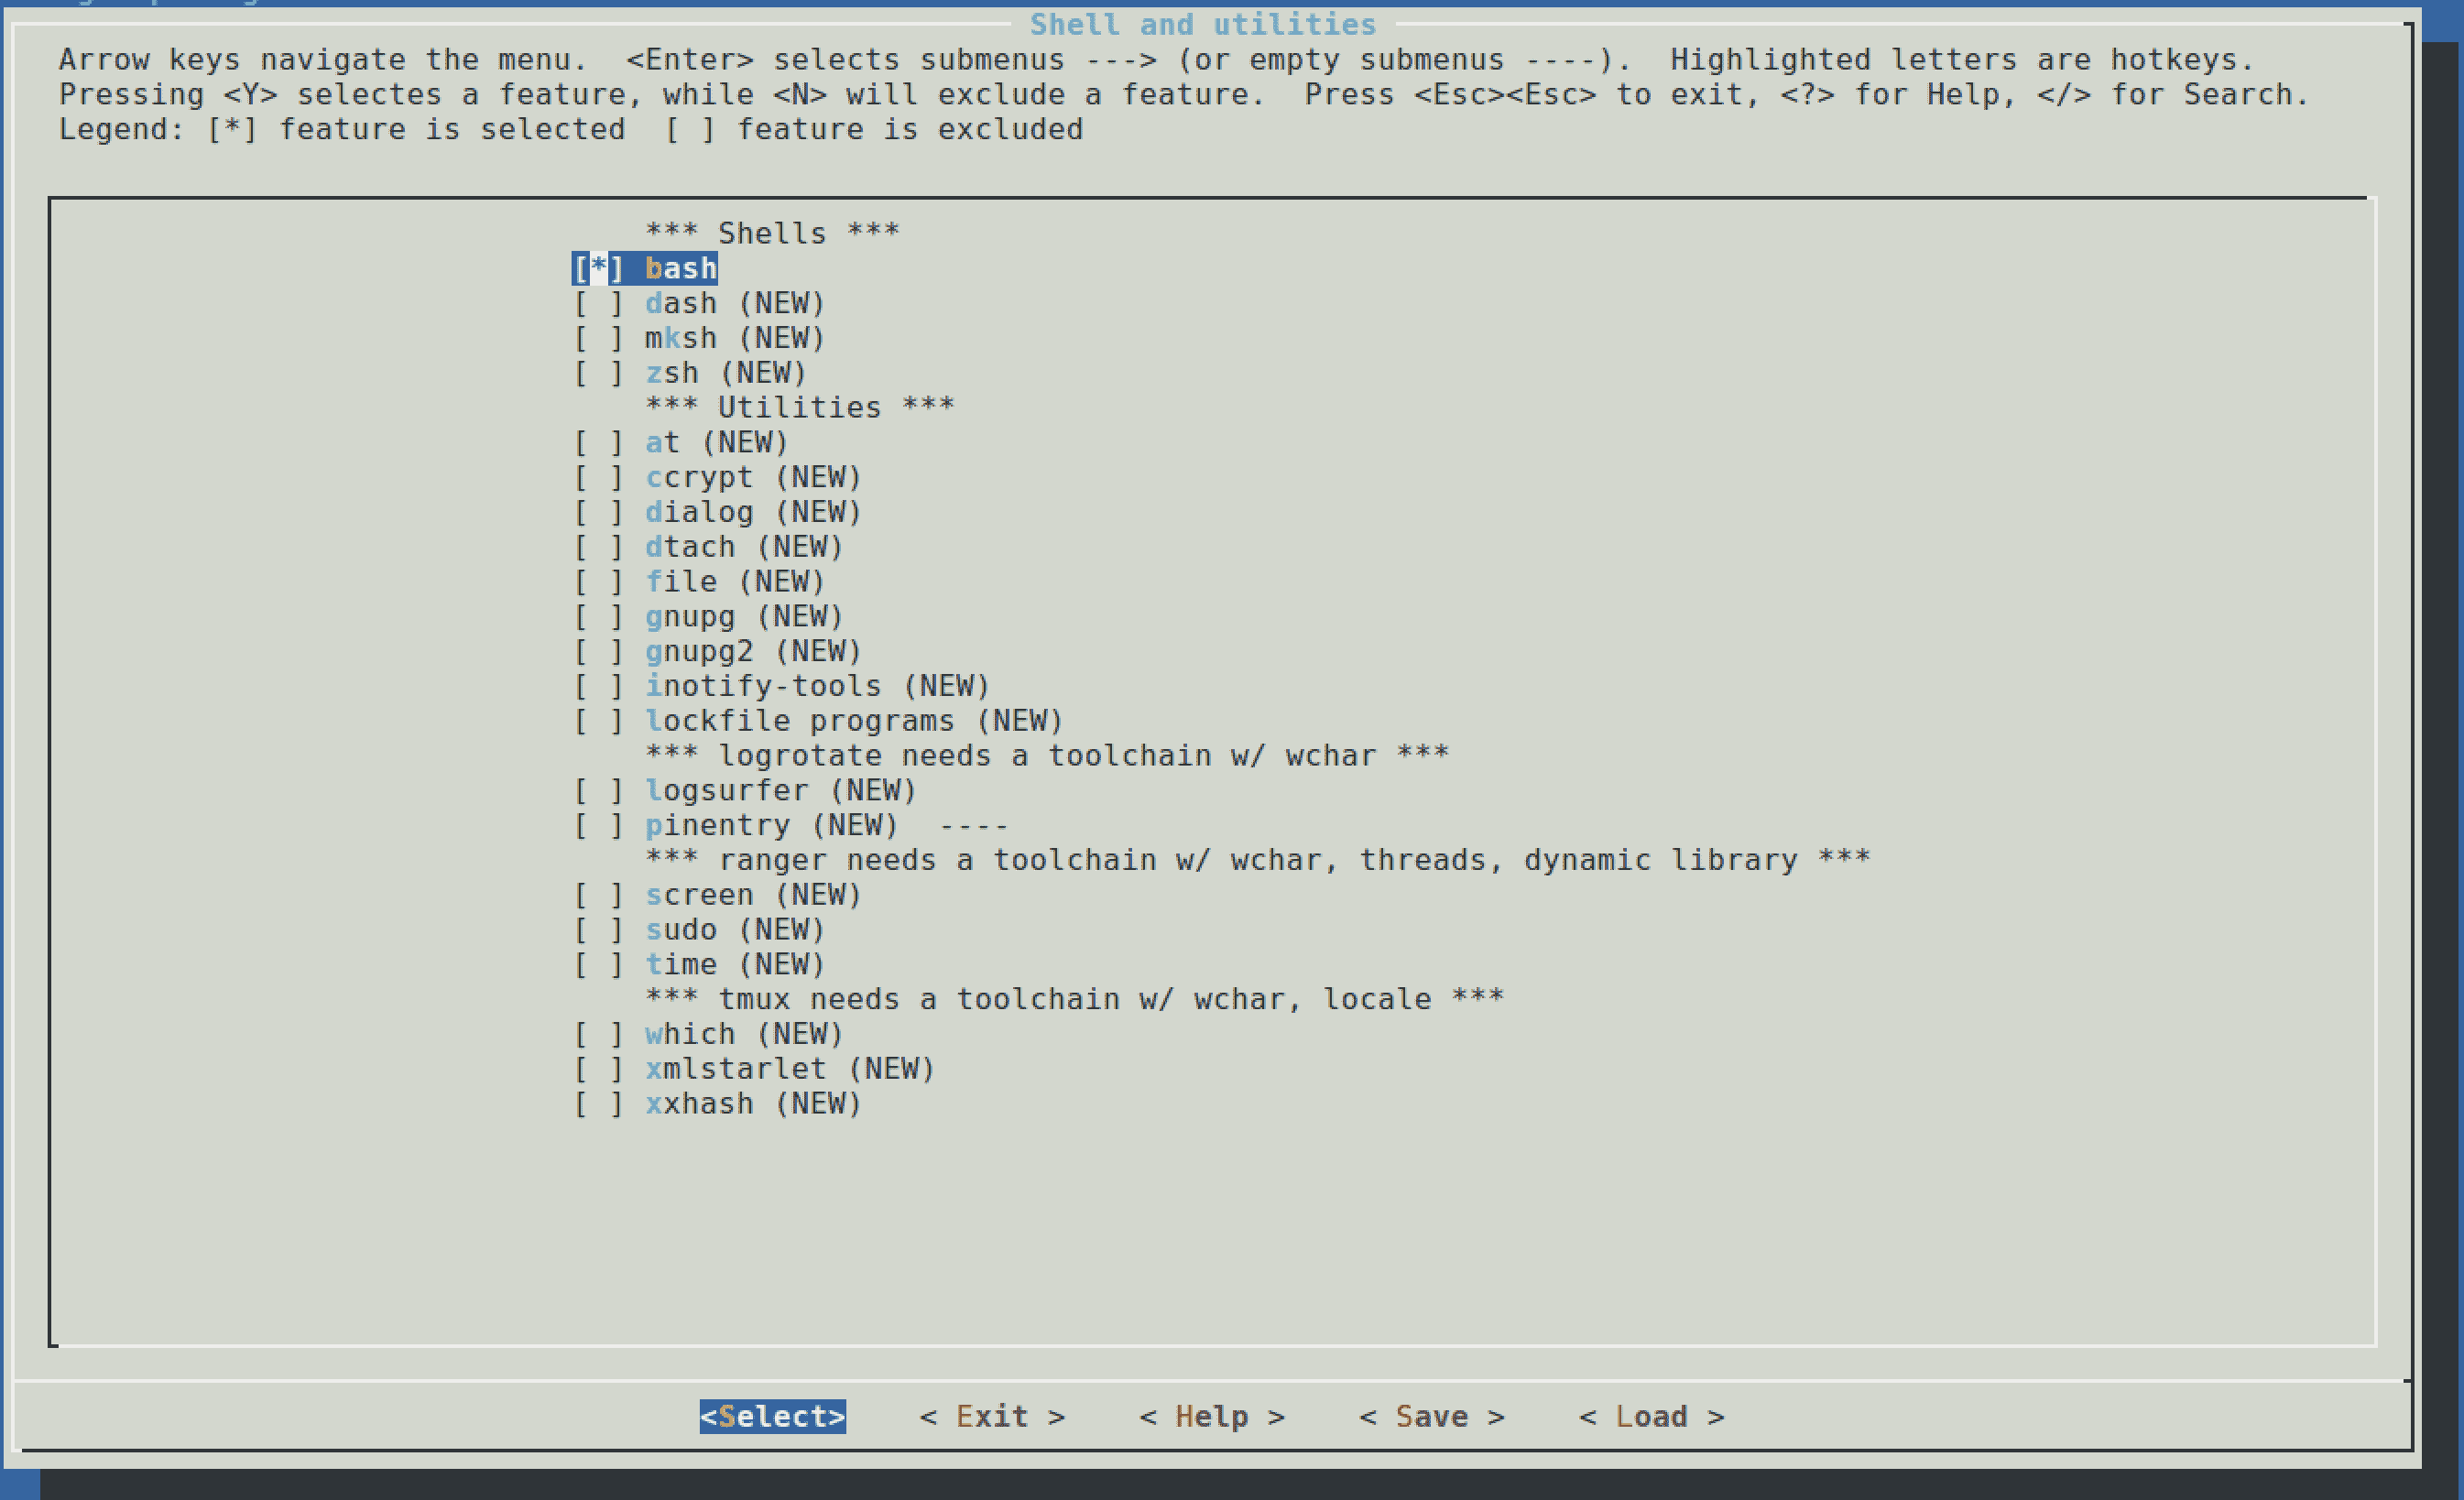 Shell and utilities
Arrow keys navigate the menu.  <Enter> selects submenus ---> (or empty submenus ----).  Highlighted letters are hotkeys.
Pressing <Y> selectes a feature, while <N> will exclude a feature.  Press <Esc><Esc> to exit, <?> for Help, </> for Search.
Legend: [*] feature is selected  [ ] feature is excluded
*** Shells ***
[*] bash
[ ] dash (NEW)
[ ] mksh (NEW)
[ ] zsh (NEW)
*** Utilities ***
[ ] at (NEW)
[ ] ccrypt (NEW)
[ ] dialog (NEW)
[ ] dtach (NEW)
[ ] file (NEW)
[ ] gnupg (NEW)
[ ] gnupg2 (NEW)
[ ] inotify-tools (NEW)
[ ] lockfile programs (NEW)
*** logrotate needs a toolchain w/ wchar ***
[ ] logsurfer (NEW)
[ ] pinentry (NEW)  ----
*** ranger needs a toolchain w/ wchar, threads, dynamic library ***
[ ] screen (NEW)
[ ] sudo (NEW)
[ ] time (NEW)
*** tmux needs a toolchain w/ wchar, locale ***
[ ] which (NEW)
[ ] xmlstarlet (NEW)
[ ] xxhash (NEW)
<Select>    < Exit >    < Help >    < Save >    < Load >